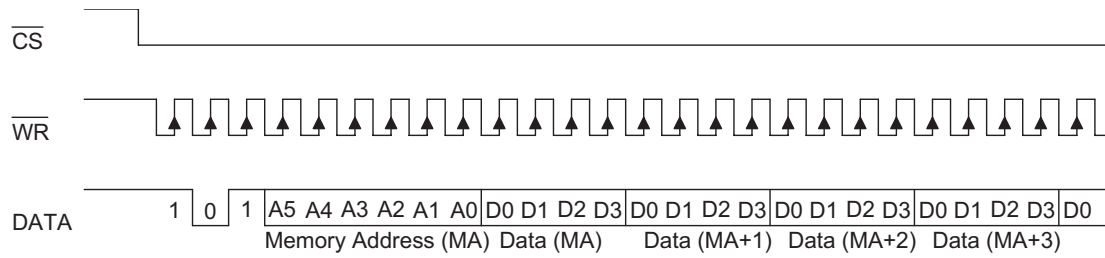 CS
WR
DATA 1 0 1 A5 A4 A3 A2 A1 A0 D0 D1 D2 D3 D0 D1 D2 D3 D0 D1 D2 D3 D0 D1 D2 D3 D0
Memory Address (MA) Data (MA) Data (MA+1) Data (MA+2) Data (MA+3)